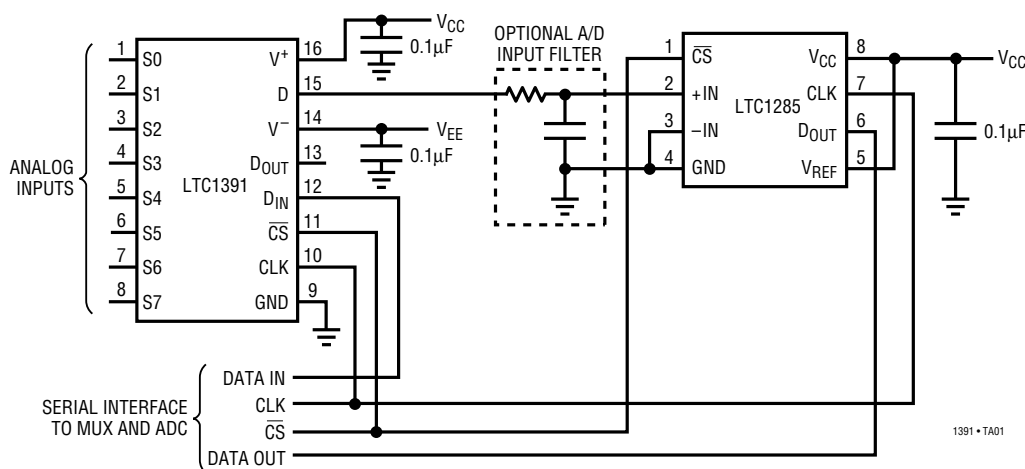 ANALOG
INPUTS
1 S0
2 S1
3 S2
4 S3
5 S4
6 S5
7 S6
8 S7
LTC1391
V+ 16
D 15
V− 14
DOUT 13
DIN 12
CS 11
CLK 10
GND 9
VCC
0.1µF
VEE
0.1µF
OPTIONAL A/D
INPUT FILTER
1 CS
2 +IN
3 −IN
4 GND
LTC1285
VCC 8
CLK 7
DOUT 6
VREF 5
VCC
0.1µF
SERIAL INTERFACE
TO MUX AND ADC
DATA IN
CLK
CS
DATA OUT
1391 • TA01